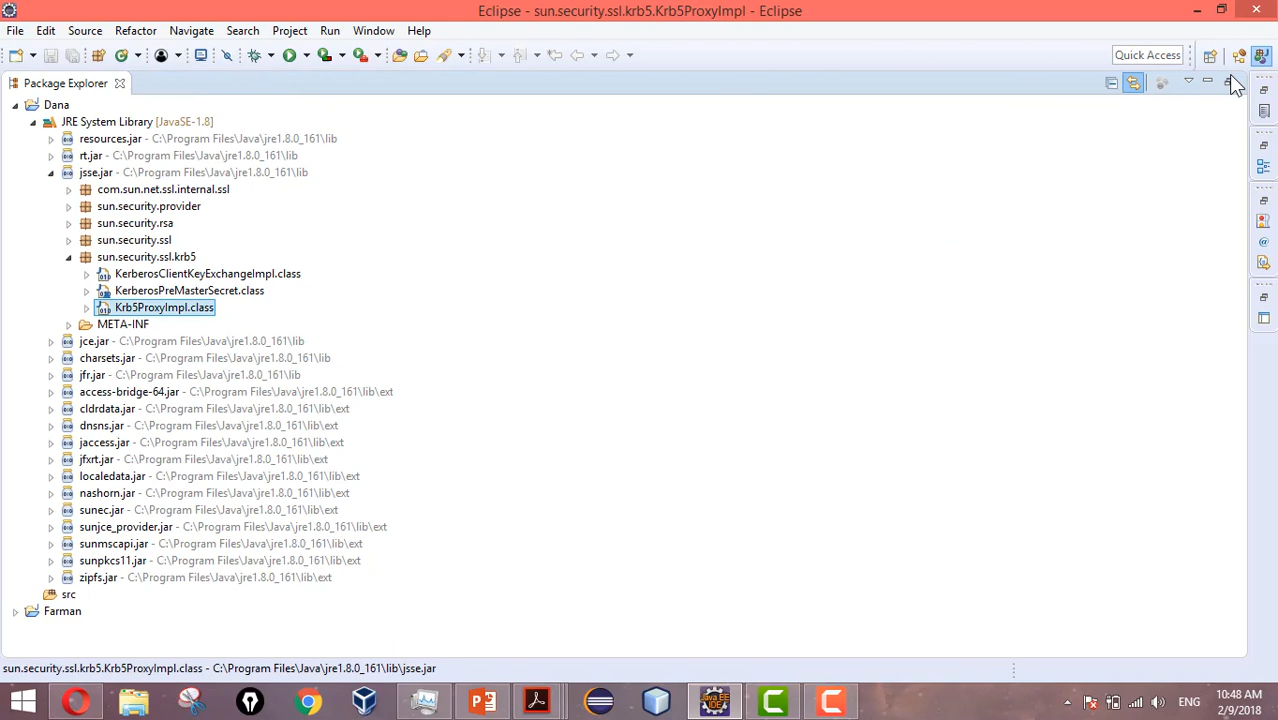 Eclipse - sun.security.ssl.krb5.Krb5ProxyImpl - Eclipse
File Edit Source Refactor Navigate Search Project Run Window Help
Quick Access
Package Explorer
Dana
JRE System Library [JavaSE-1.8]
resources.jar - C:\Program Files\Java\jre1.8.0_161\lib
rt.jar - C:\Program Files\Java\jre1.8.0_161\lib
jsse.jar - C:\Program Files\Java\jre1.8.0_161\lib
com.sun.net.ssl.internal.ssl
sun.security.provider
sun.security.rsa
sun.security.ssl
sun.security.ssl.krb5
KerberosClientKeyExchangeImpl.class
KerberosPreMasterSecret.class
Krb5ProxyImpl.class
META-INF
jce.jar - C:\Program Files\Java\jre1.8.0_161\lib
charsets.jar - C:\Program Files\Java\jre1.8.0_161\lib
jfr.jar - C:\Program Files\Java\jre1.8.0_161\lib
access-bridge-64.jar - C:\Program Files\Java\jre1.8.0_161\lib\ext
cldrdata.jar - C:\Program Files\Java\jre1.8.0_161\lib\ext
dnsns.jar - C:\Program Files\Java\jre1.8.0_161\lib\ext
jaccess.jar - C:\Program Files\Java\jre1.8.0_161\lib\ext
jfxrt.jar - C:\Program Files\Java\jre1.8.0_161\lib\ext
localedata.jar - C:\Program Files\Java\jre1.8.0_161\lib\ext
nashorn.jar - C:\Program Files\Java\jre1.8.0_161\lib\ext
sunec.jar - C:\Program Files\Java\jre1.8.0_161\lib\ext
sunjce_provider.jar - C:\Program Files\Java\jre1.8.0_161\lib\ext
sunmscapi.jar - C:\Program Files\Java\jre1.8.0_161\lib\ext
sunpkcs11.jar - C:\Program Files\Java\jre1.8.0_161\lib\ext
zipfs.jar - C:\Program Files\Java\jre1.8.0_161\lib\ext
src
Farman
sun.security.ssl.krb5.Krb5ProxyImpl.class - C:\Program Files\Java\jre1.8.0_161\lib\jsse.jar
ENG
10:48 AM
2/9/2018